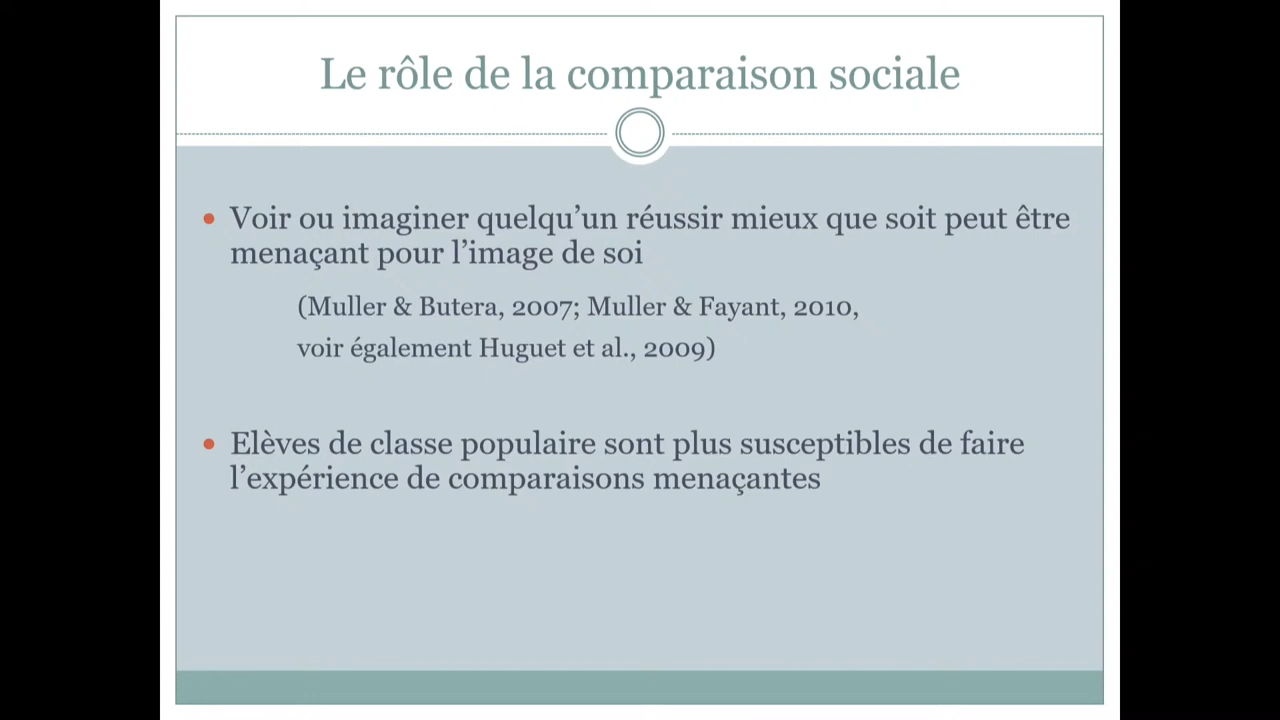 Le rôle de la comparaison sociale
• Voir ou imaginer quelqu’un réussir mieux que soit peut être
menaçant pour l’image de soi
(Muller & Butera, 2007; Muller & Fayant, 2010,
voir également Huguet et al., 2009)
• Elèves de classe populaire sont plus susceptibles de faire
l’expérience de comparaisons menaçantes